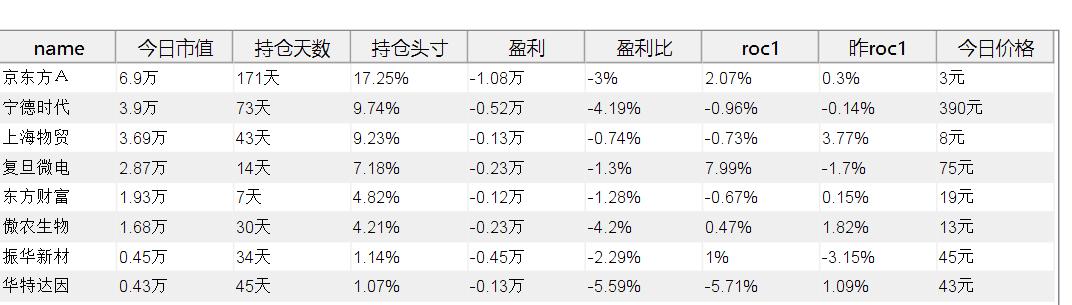 name 今日市值 持仓天数 持仓头寸 盈利 盈利比 roc1 昨roc1 今日价格
京东方Ａ 6.9万 171天 17.25% -1.08万 -3% 2.07% 0.3% 3元
宁德时代 3.9万 73天 9.74% -0.52万 -4.19% -0.96% -0.14% 390元
上海物贸 3.69万 43天 9.23% -0.13万 -0.74% -0.73% 3.77% 8元
复旦微电 2.87万 14天 7.18% -0.23万 -1.3% 7.99% -1.7% 75元
东方财富 1.93万 7天 4.82% -0.12万 -1.28% -0.67% 0.15% 19元
傲农生物 1.68万 30天 4.21% -0.23万 -4.2% 0.47% 1.82% 13元
振华新材 0.45万 34天 1.14% -0.45万 -2.29% 1% -3.15% 45元
华特达因 0.43万 45天 1.07% -0.13万 -5.59% -5.71% 1.09% 43元